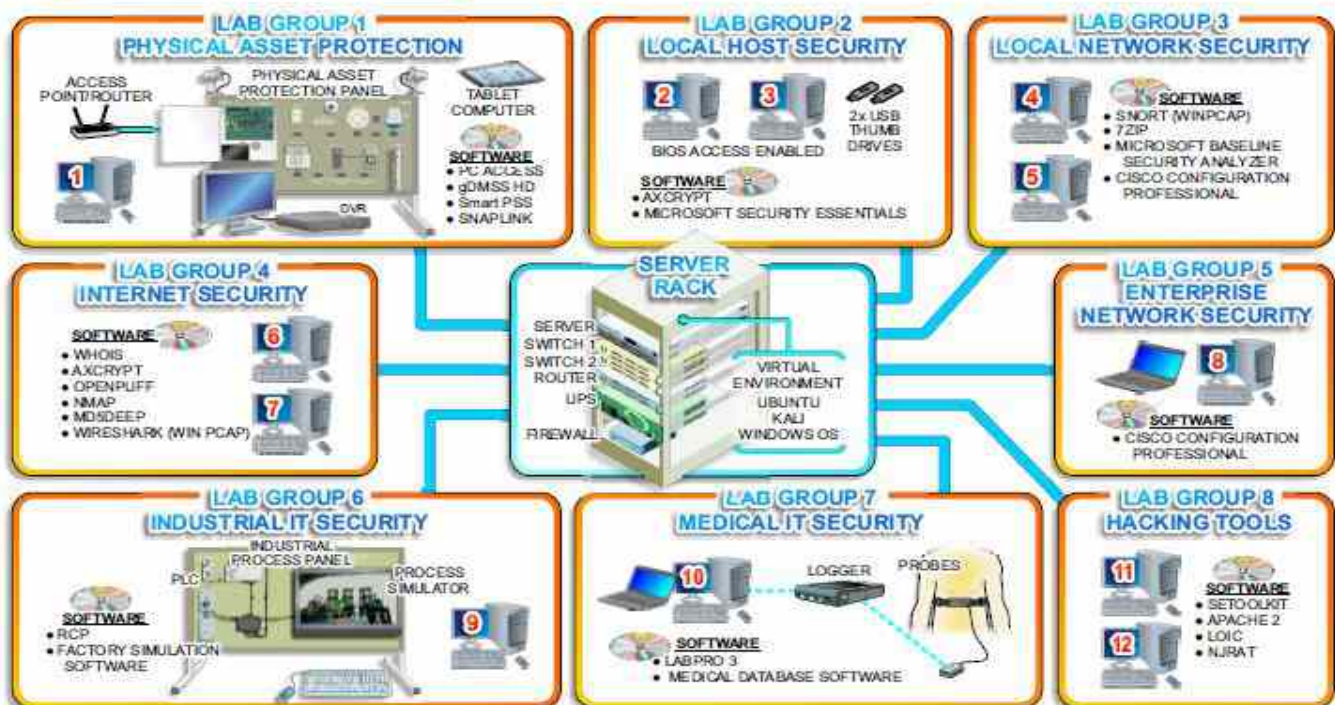 LAB GROUP 1
PHYSICAL ASSET PROTECTION
ACCESS
POINT/ROUTER
PHYSICAL ASSET
PROTECTION PANEL
TABLET
COMPUTER
1
DVR
SOFTWARE
• PC ACCESS
• gDMSS HD
• Smart PSS
• SNAPLINK
LAB GROUP 2
LOCAL HOST SECURITY
2
3
2x USB
THUMB
DRIVES
BIOS ACCESS ENABLED
SOFTWARE
• AXCRYPT
• MICROSOFT SECURITY ESSENTIALS
LAB GROUP 3
LOCAL NETWORK SECURITY
4
5
SOFTWARE
• SNORT (WINPCAP)
• 7ZIP
• MICROSOFT BASELINE
SECURITY ANALYZER
• CISCO CONFIGURATION
PROFESSIONAL
LAB GROUP 4
INTERNET SECURITY
SOFTWARE
• WHOIS
• AXCRYPT
• OPENPUFF
• NMAP
• MD5DEEP
• WIRESHARK (WIN PCAP)
6
7
SERVER
RACK
SERVER
SWITCH 1
SWITCH 2
ROUTER
UPS
FIREWALL
VIRTUAL
ENVIRONMENT
UBUNTU
KALI
WINDOWS OS
LAB GROUP 5
ENTERPRISE
NETWORK SECURITY
8
SOFTWARE
• CISCO CONFIGURATION
PROFESSIONAL
LAB GROUP 6
INDUSTRIAL IT SECURITY
INDUSTRIAL
PROCESS PANEL
PLC
PROCESS
SIMULATOR
SOFTWARE
• RCP
• FACTORY SIMULATION
SOFTWARE
9
LAB GROUP 7
MEDICAL IT SECURITY
10
LOGGER
PROBES
SOFTWARE
• LABPRO 3
• MEDICAL DATABASE SOFTWARE
LAB GROUP 8
HACKING TOOLS
11
12
SOFTWARE
• SETOOLKIT
• APACHE 2
• LOIC
• NJRAT